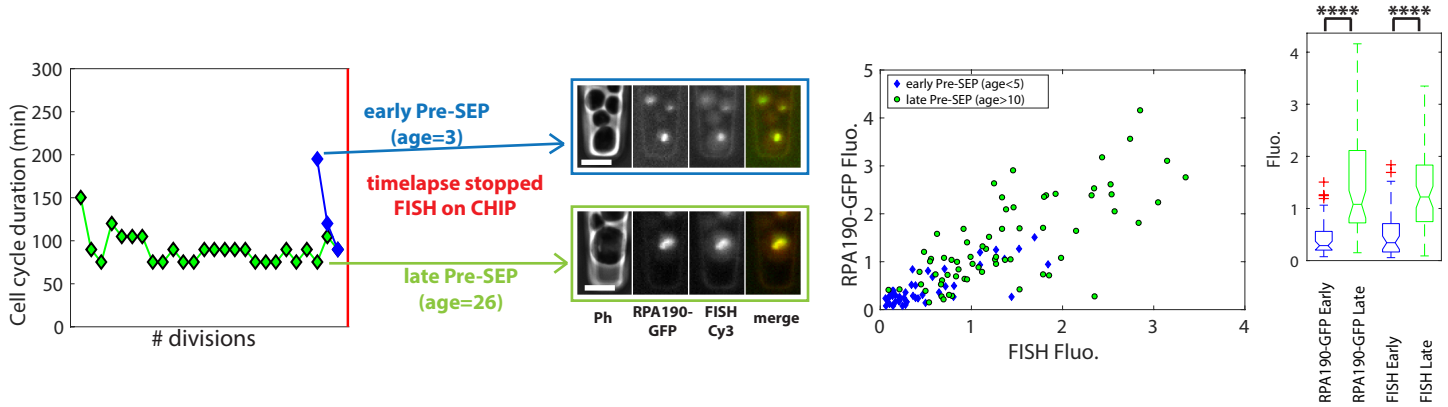 Cell cycle duration (min)
300
250
200
150
100
50
0
# divisions
early Pre-SEP
(age=3)
timelapse stopped
FISH on CHIP
late Pre-SEP
(age=26)
Ph
RPA190-
GFP
FISH
Cy3
merge
RPA190-GFP Fluo.
5
4
3
2
1
0
early Pre-SEP (age<5)
late Pre-SEP (age>10)
0
1
2
3
4
FISH Fluo.
**** ****
Fluo.
4
3
2
1
0
RPA190-GFP Early
RPA190-GFP Late
FISH Early
FISH Late